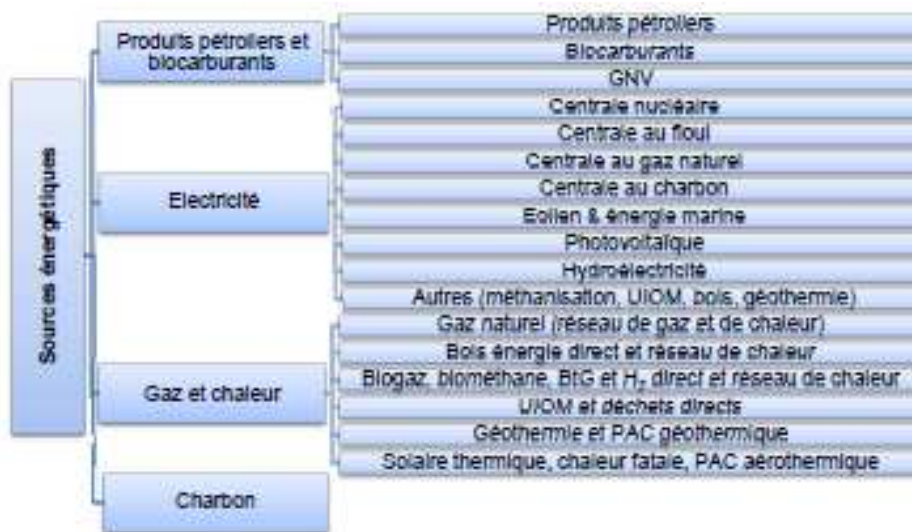 Sources énergétiques
Produits pétroliers et
biocarburants
Produits pétroliers
Biocarburants
GNV
Electricité
Centrale nucléaire
Centrale au fioul
Centrale au gaz naturel
Centrale au charbon
Eolien & énergie marine
Photovoltaïque
Hydroélectricité
Autres (méthanisation, UIOM, bois, géothermie)
Gaz et chaleur
Gaz naturel (réseau de gaz et de chaleur)
Bois énergie direct et réseau de chaleur
Biogaz, biométhane, BtG et H₂ direct et réseau de chaleur
UIOM et déchets directs
Géothermie et PAC géothermique
Solaire thermique, chaleur fatale, PAC aérothermique
Charbon